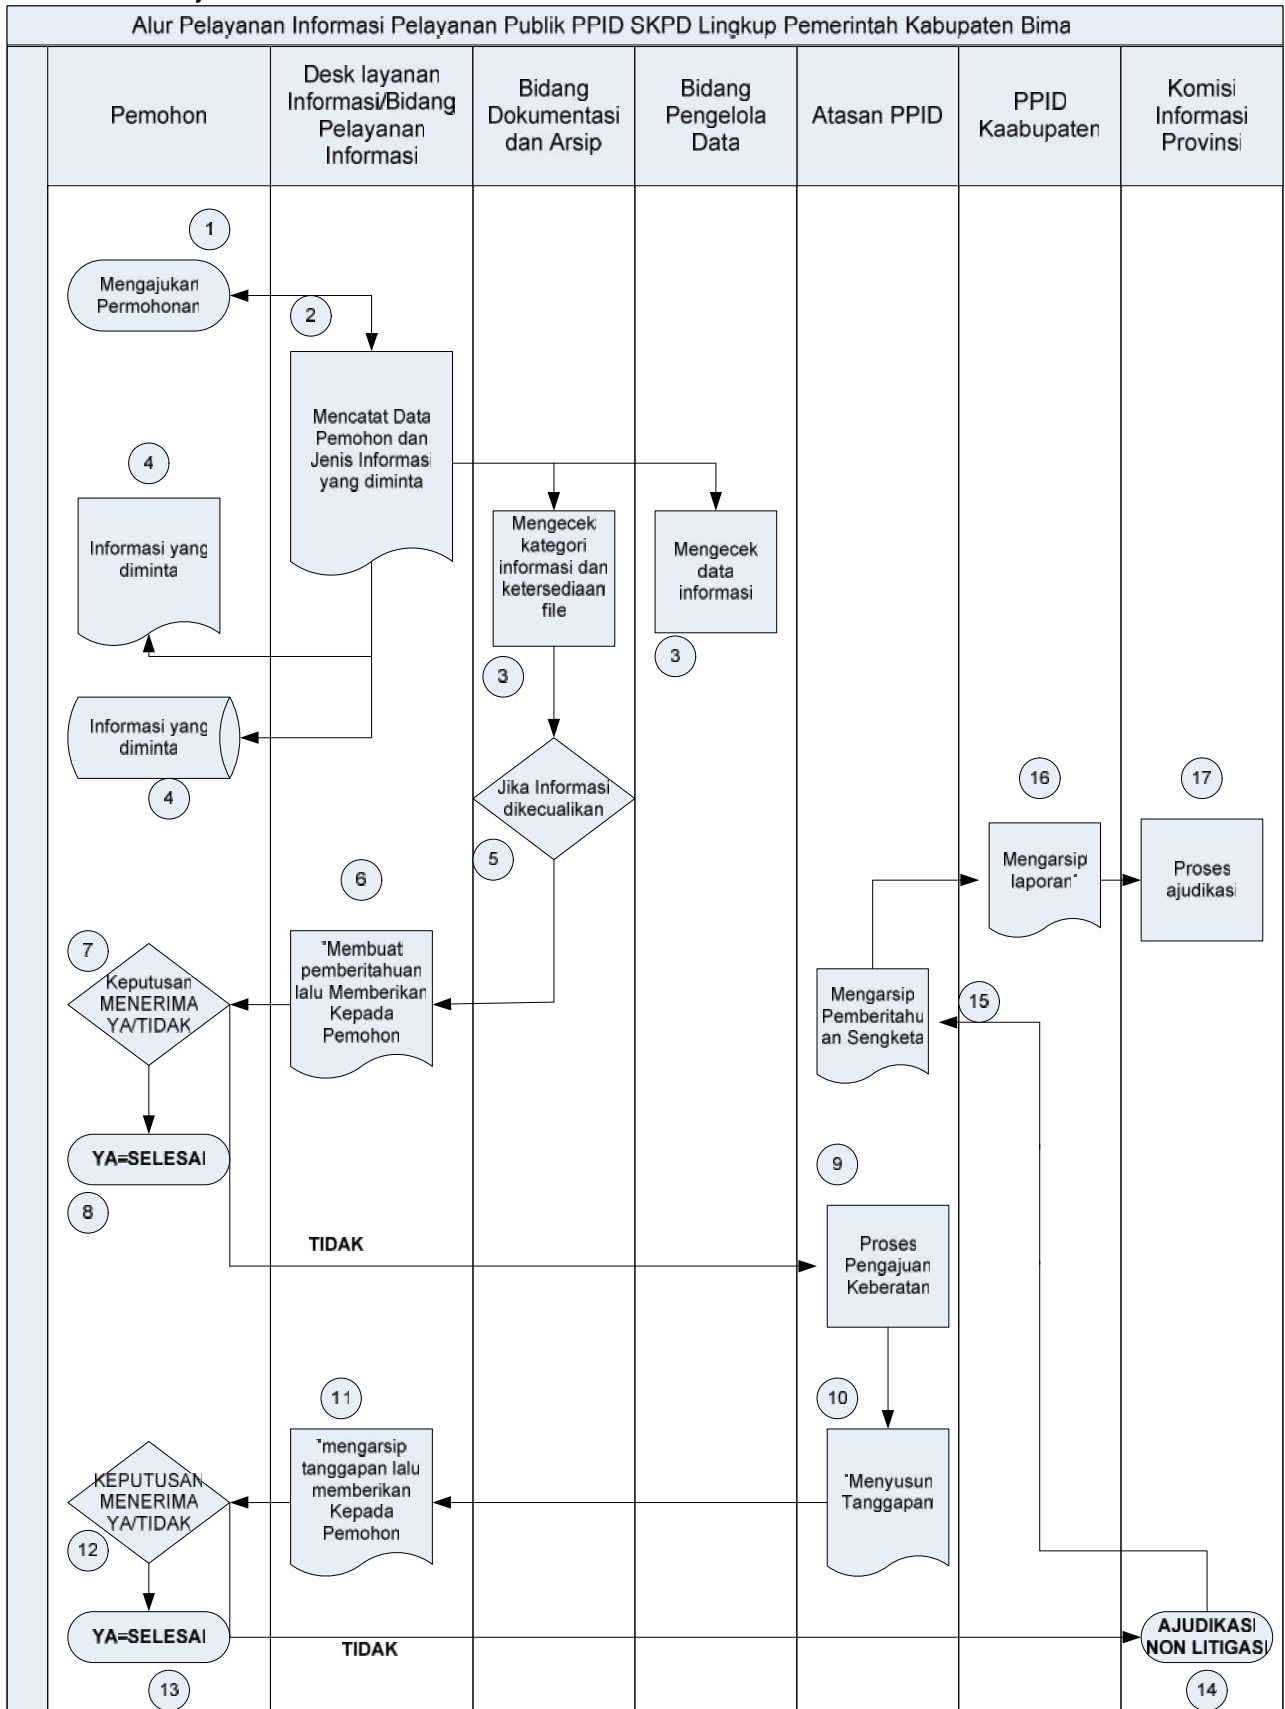 Alur Pelayanan Informasi Pelayanan Publik PPID SKPD Lingkup Pemerintah Kabupaten Bima
Pemohon
Desk layanan
Informasi/Bidang
Pelayanan
Informasi
Bidang
Dokumentasi
dan Arsip
Bidang
Pengelola
Data
Atasan PPID
PPID
Kaabupaten
Komisi
Informasi
Provinsi
1
Mengajukan
Permohonan
2
Mencatat Data
Pemohon dan
Jenis Informasi
yang diminta
4
Informasi yang
diminta
Mengecek
kategori
informasi dan
ketersediaan
file
Mengecek
data
informasi
3
3
Informasi yang
diminta
4
Jika Informasi
dikecualikan
5
16
17
Mengarsip
laporan"
Proses
ajudikasi
6
7
Keputusan
MENERIMA
YA/TIDAK
"Membuat
pemberitahuan
lalu Memberikan
Kepada
Pemohon
Mengarsip
Pemberitahu
an Sengketa
15
YA=SELESAI
8
9
TIDAK
Proses
Pengajuan
Keberatan
11
10
KEPUTUSAN
MENERIMA
YA/TIDAK
12
"mengarsip
tanggapan lalu
memberikan
Kepada
Pemohon
"Menyusun
Tanggapan
YA=SELESAI
13
TIDAK
AJUDIKASI
NON LITIGASI
14